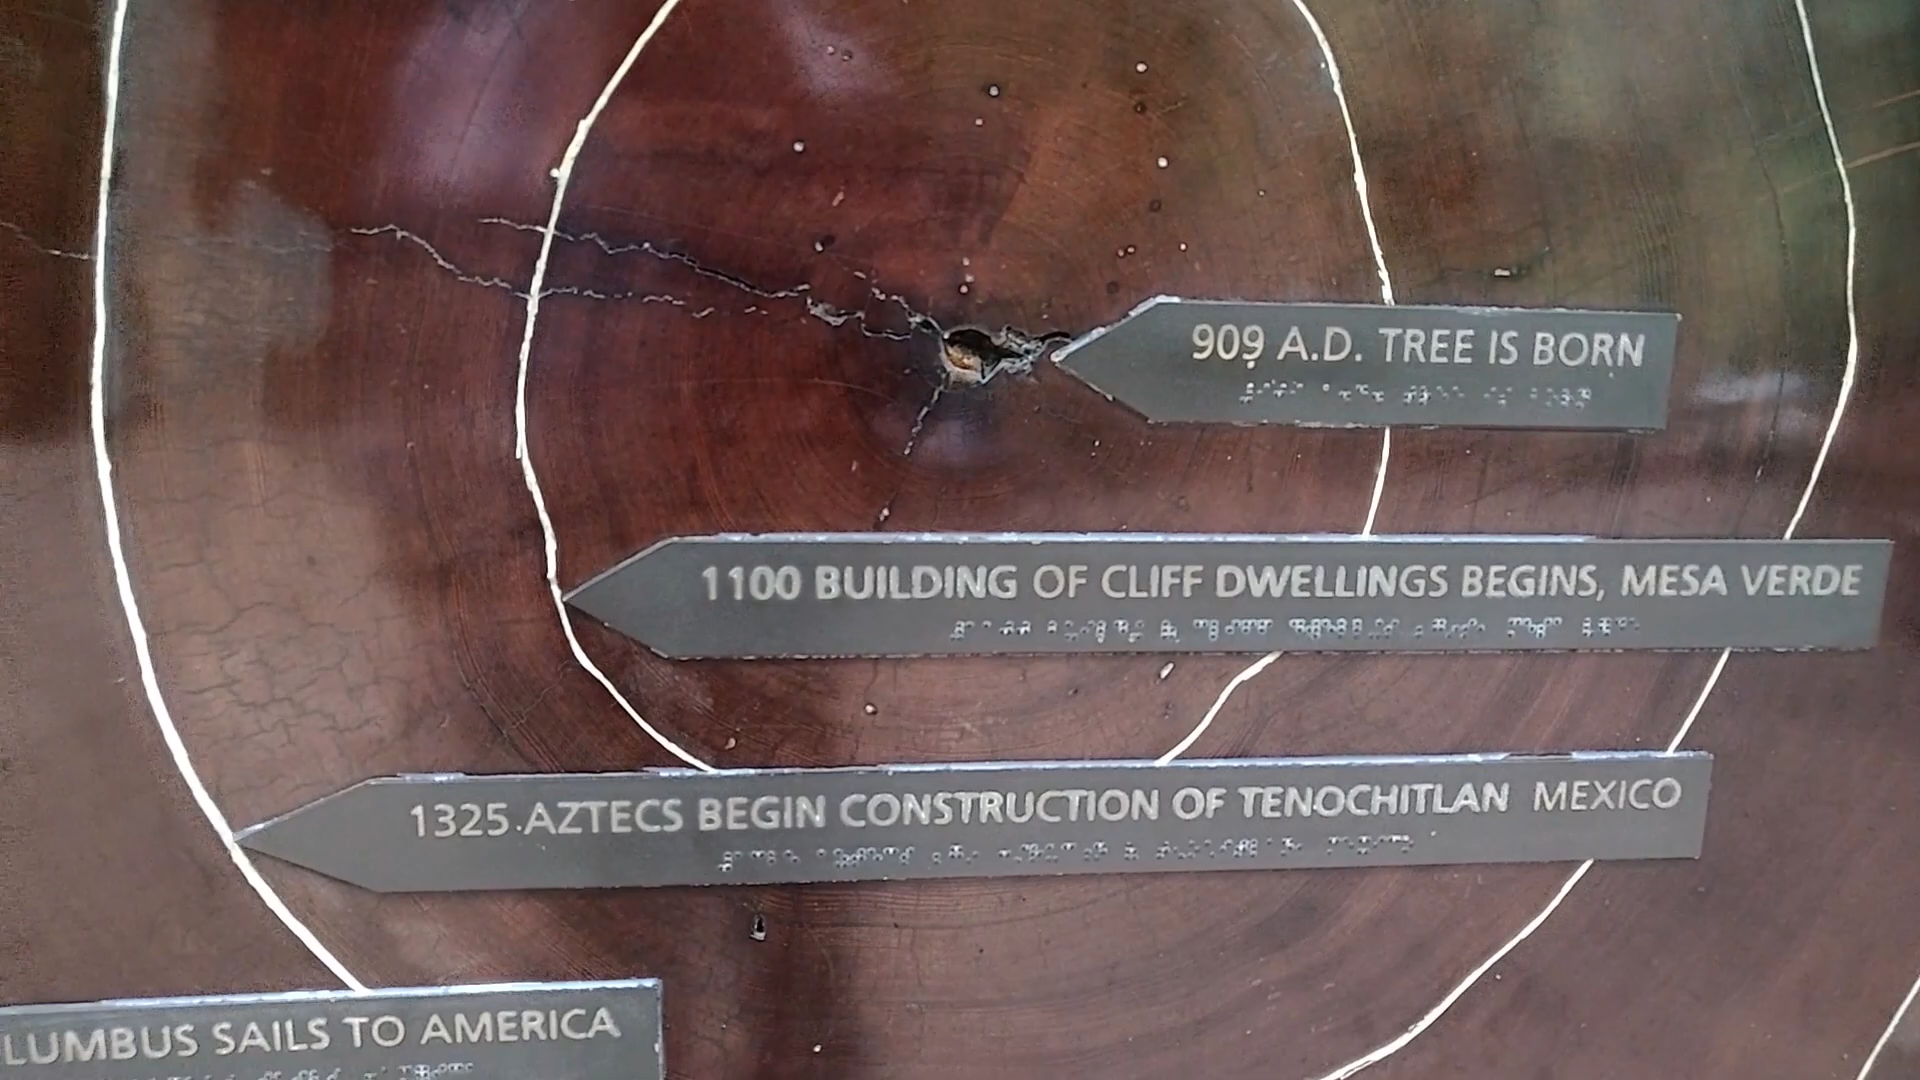 909 A.D. TREE IS BORN
1100 BUILDING OF CLIFF DWELLINGS BEGINS, MESA VERDE
1325 AZTECS BEGIN CONSTRUCTION OF TENOCHITLAN MEXICO
LUMBUS SAILS TO AMERICA